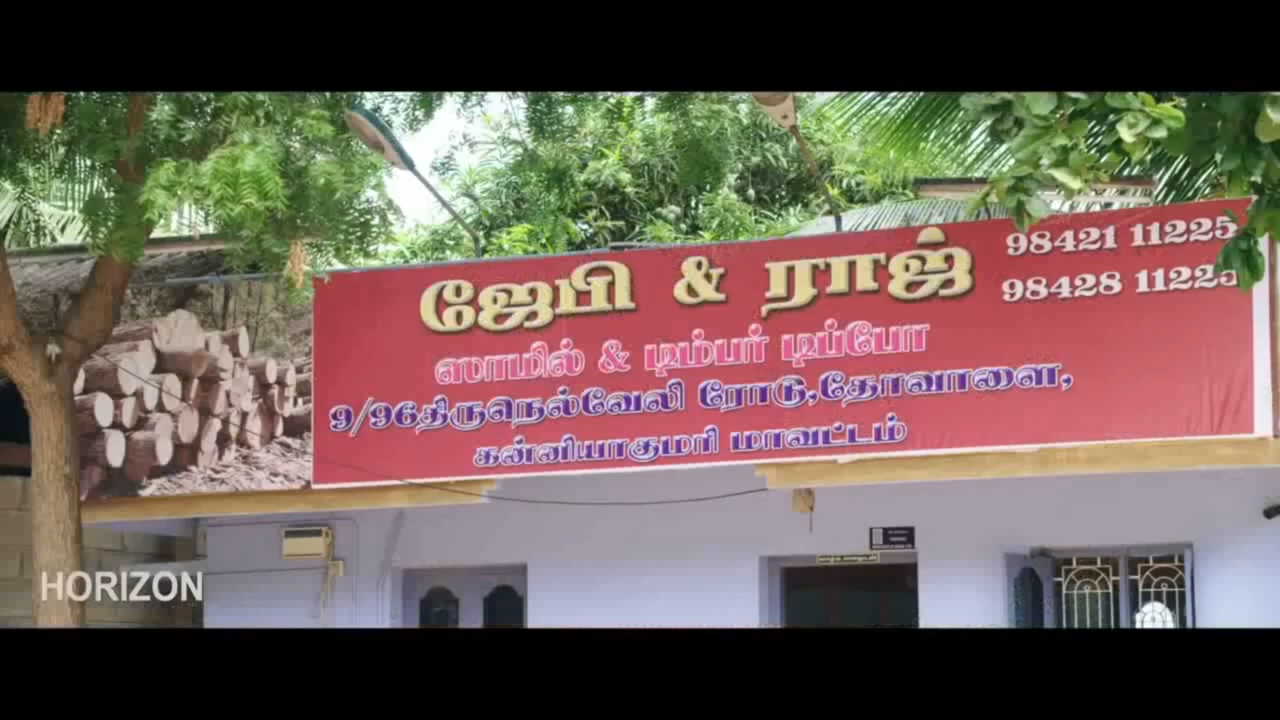 ஜேபி & ராஜ்
98421 11225
98428 11225
ஸாமில் & டிம்பர் டிப்போ
9/96திருநெல்வேலி ரோடு,தோவாளை,
கன்னியாகுமரி மாவட்டம்
HORIZON